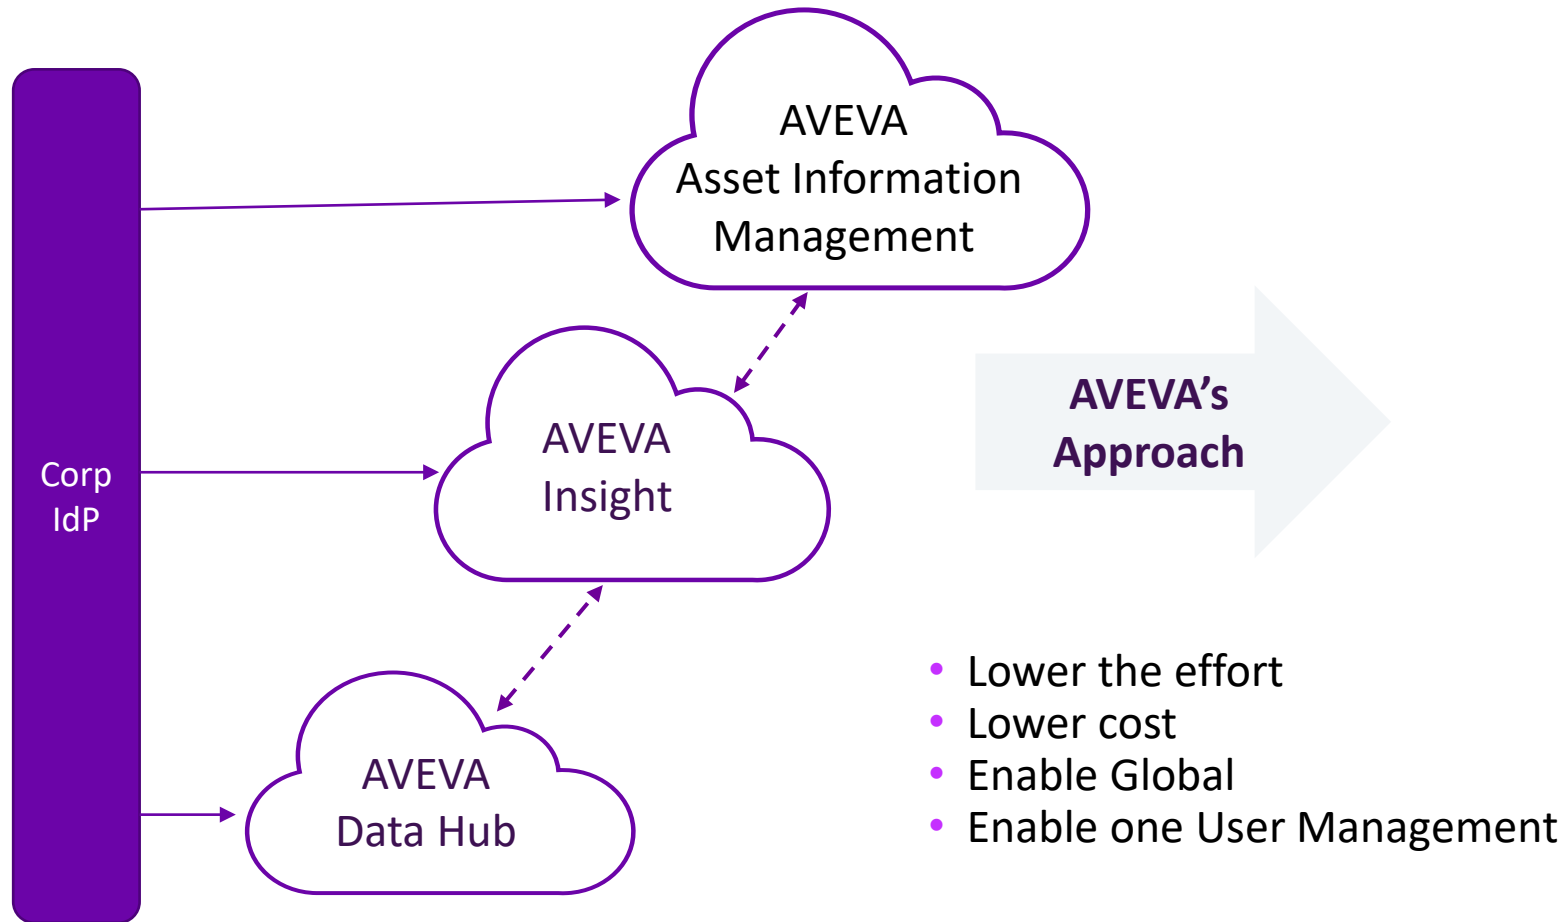 AVEVA
Asset Information
Management
AVEVA's
Approach
Corp
IdP
AVEVA
Insight
AVEVA
Data Hub
• Lower the effort
• Lower cost
• Enable Global
• Enable one User Management